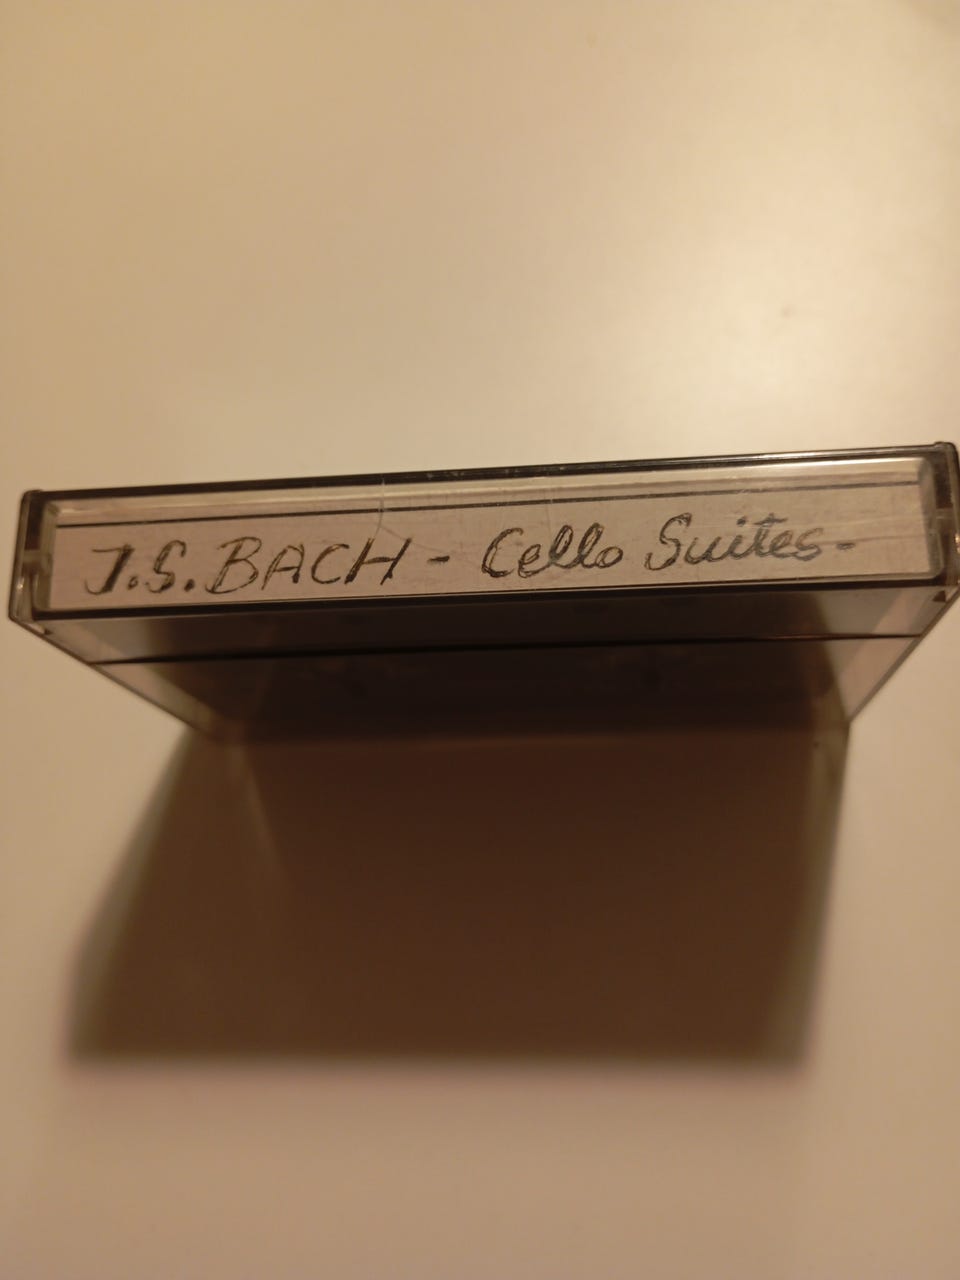 J.S. BACH - Cello Suites-